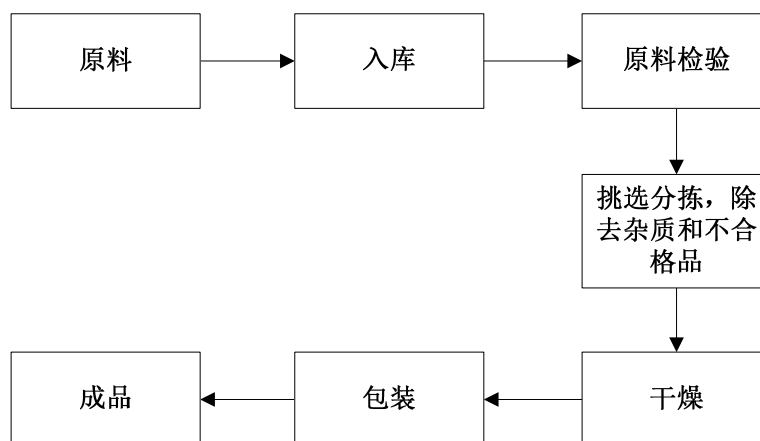 原料
入库
原料检验
挑选分拣，除
去杂质和不合
格品
成品
包装
干燥